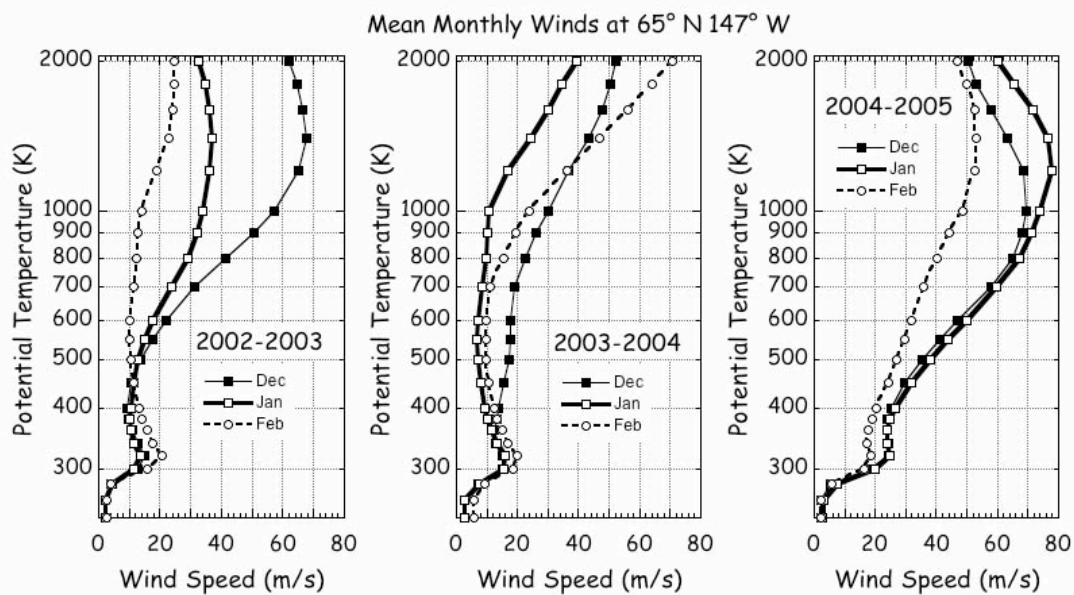 Mean Monthly Winds at 65° N 147° W
Potential Temperature (K)
2000
1000
900
800
700
600
500
400
300
2002-2003
Dec
Jan
Feb
0 20 40 60 80
Wind Speed (m/s)
Potential Temperature (K)
2000
1000
900
800
700
600
500
400
300
2003-2004
Dec
Jan
Feb
0 20 40 60 80
Wind Speed (m/s)
Potential Temperature (K)
2000
1000
900
800
700
600
500
400
300
2004-2005
Dec
Jan
Feb
0 20 40 60 80
Wind Speed (m/s)